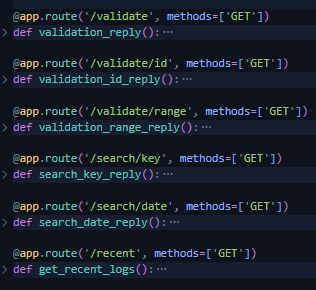 @app.route('/validate', methods=['GET'])
> def validation_reply():⋯
@app.route('/validate/id', methods=['GET'])
> def validation_id_reply():⋯
@app.route('/validate/range', methods=['GET'])
> def validation_range_reply():⋯
@app.route('/search/key', methods=['GET'])
> def search_key_reply():⋯
@app.route('/search/date', methods=['GET'])
> def search_date_reply():⋯
@app.route('/recent', methods=['GET'])
> def get_recent_logs():⋯